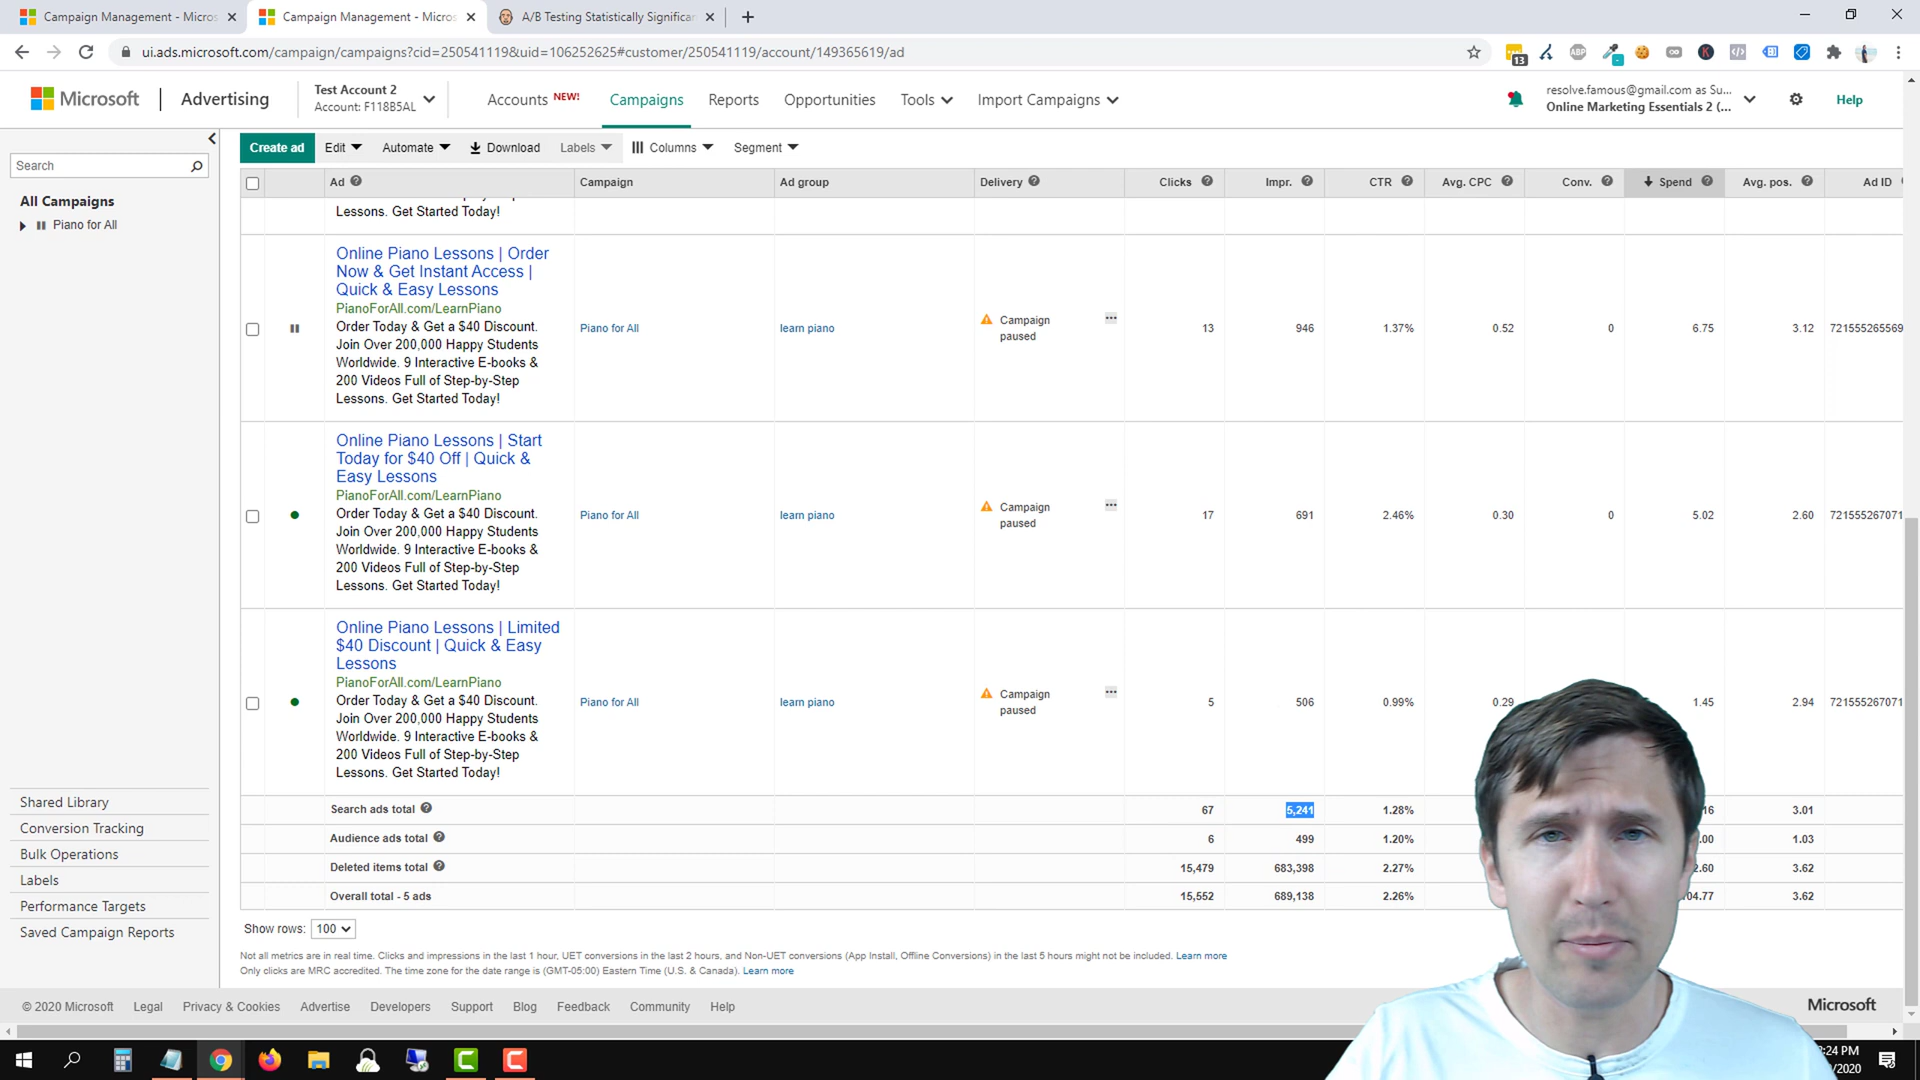 Campaign Management - Micros
Campaign Management - Micros
A/B Testing Statistically Significan
ui.ads.microsoft.com/campaign/campaigns?cid=250541119&uid=106252625#customer/250541119/account/149365619/ad
13
ABP
Microsoft
Advertising
Test Account 2
Account: F118B5AL
Accounts NEW!
Campaigns
Reports
Opportunities
Tools
Import Campaigns
resolve.famous@gmail.com as Su...
Online Marketing Essentials 2 (...
Help
Search
All Campaigns
Piano for All
Shared Library
Conversion Tracking
Bulk Operations
Labels
Performance Targets
Saved Campaign Reports
Create ad Edit Automate Download Labels Columns Segment
Ad Campaign Ad group Delivery Clicks Impr. CTR Avg. CPC Conv. Spend Avg. pos. Ad ID
Lessons. Get Started Today!
Online Piano Lessons | Order
Now & Get Instant Access |
Quick & Easy Lessons
PianoForAll.com/LearnPiano
Order Today & Get a $40 Discount.
Join Over 200,000 Happy Students
Worldwide. 9 Interactive E-books &
200 Videos Full of Step-by-Step
Lessons. Get Started Today!
Piano for All learn piano Campaign paused ... 13 946 1.37% 0.52 0 6.75 3.12 721555265569
Online Piano Lessons | Start
Today for $40 Off | Quick &
Easy Lessons
PianoForAll.com/LearnPiano
Order Today & Get a $40 Discount.
Join Over 200,000 Happy Students
Worldwide. 9 Interactive E-books &
200 Videos Full of Step-by-Step
Lessons. Get Started Today!
Piano for All learn piano Campaign paused ... 17 691 2.46% 0.30 0 5.02 2.60 721555267071
Online Piano Lessons | Limited
$40 Discount | Quick & Easy
Lessons
PianoForAll.com/LearnPiano
Order Today & Get a $40 Discount.
Join Over 200,000 Happy Students
Worldwide. 9 Interactive E-books &
200 Videos Full of Step-by-Step
Lessons. Get Started Today!
Piano for All learn piano Campaign paused ... 5 506 0.99% 0.29 1.45 2.94 721555267071
Search ads total 67 5,241 1.28% 16 3.01
Audience ads total 6 499 1.20% .00 1.03
Deleted items total 15,479 683,398 2.27% 2.60 3.62
Overall total - 5 ads 15,552 689,138 2.26% 04.77 3.62
Show rows: 100
Not all metrics are in real time. Clicks and impressions in the last 1 hour, UET conversions in the last 2 hours, and Non-UET conversions (App Install, Offline Conversions) in the last 5 hours might not be included. Learn more
Only clicks are MRC accredited. The time zone for the date range is (GMT-05:00) Eastern Time (U.S. & Canada). Learn more
© 2020 Microsoft Legal Privacy & Cookies Advertise Developers Support Blog Feedback Community Help
Microsoft
:24 PM
/2020